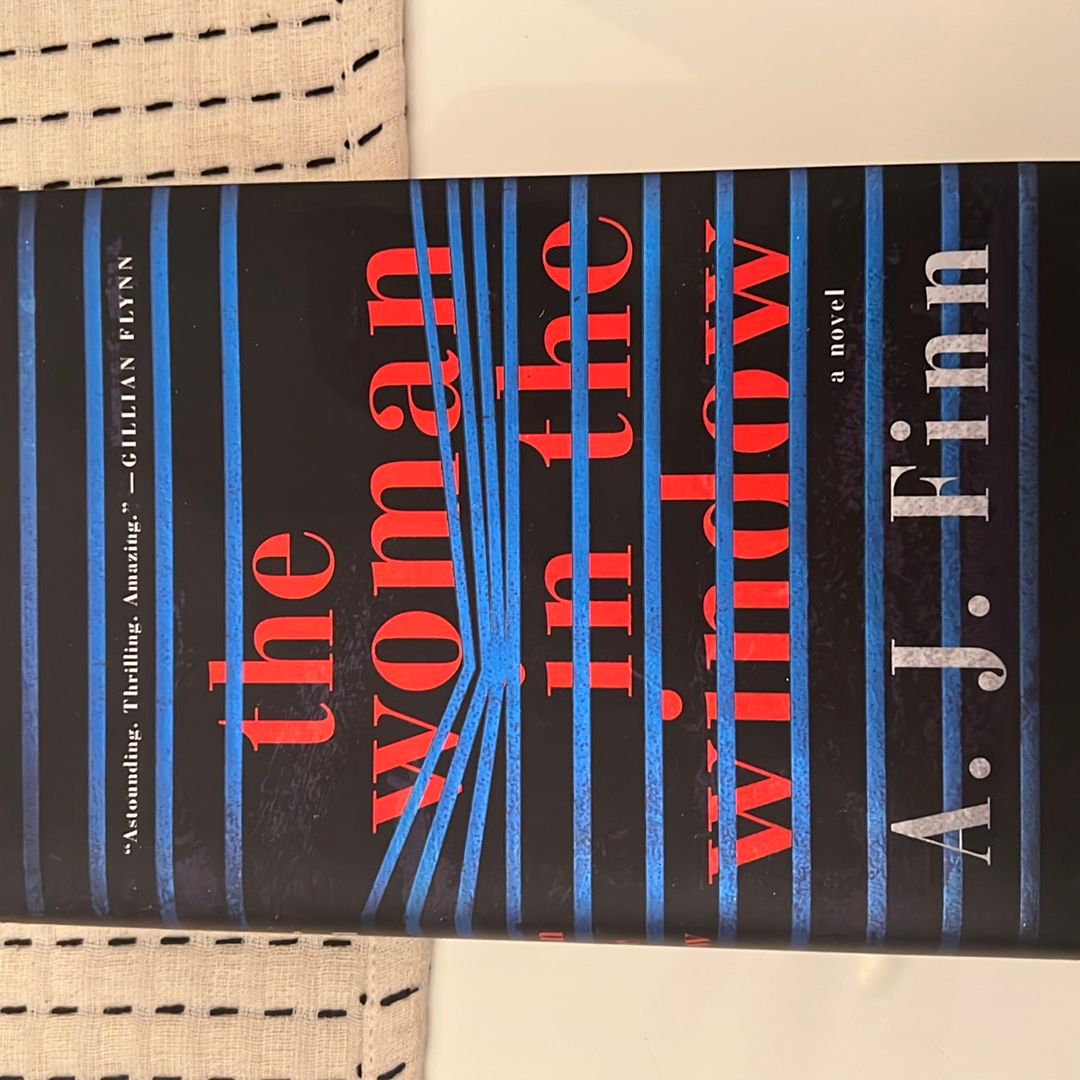 “Astounding. Thrilling. Amazing.” —GILLIAN FLYNN
the
woman
in the
window
a novel
A. J. Finn